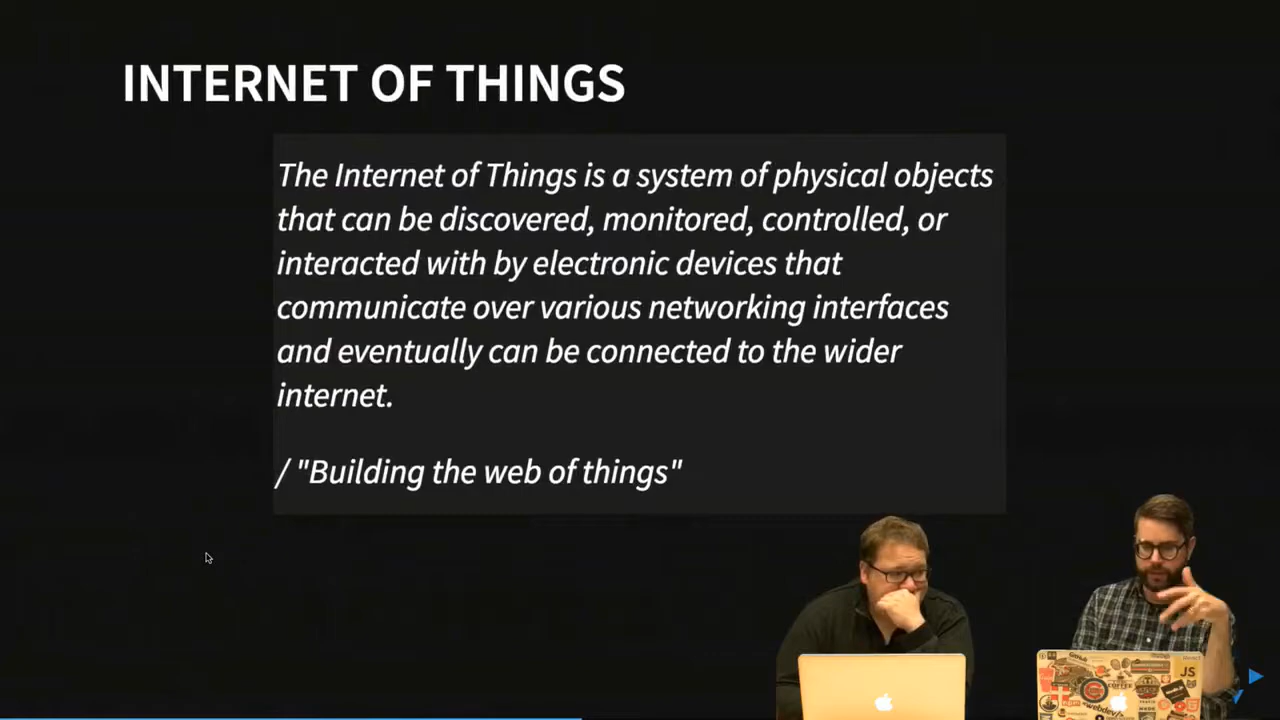 INTERNET OF THINGS
The Internet of Things is a system of physical objects
that can be discovered, monitored, controlled, or
interacted with by electronic devices that
communicate over various networking interfaces
and eventually can be connected to the wider
internet.
/ "Building the web of things"
JS